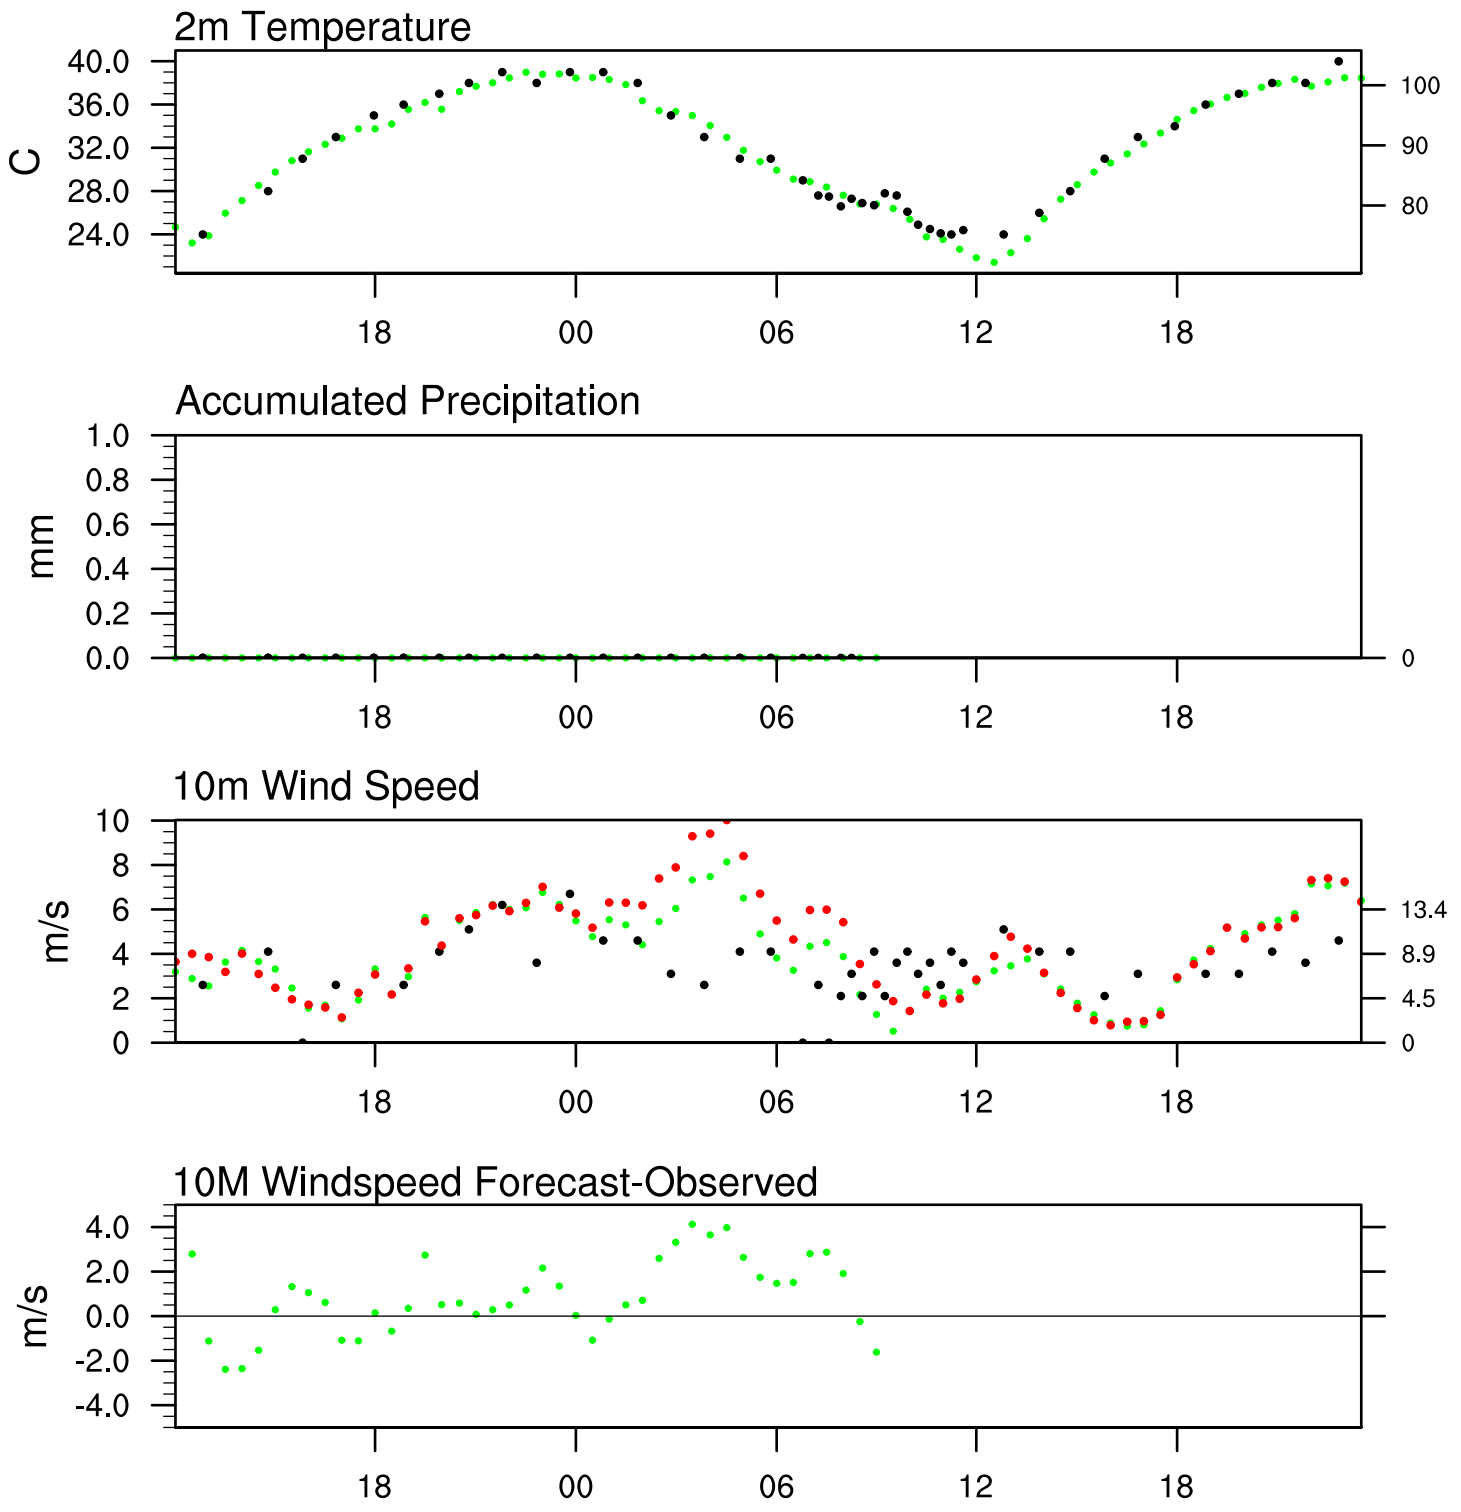 2m Temperature
40.0
36.0
32.0
28.0
24.0
C
100
90
80
18 00 06 12 18
Accumulated Precipitation
1.0
0.8
0.6
0.4
0.2
0.0
mm
0
18 00 06 12 18
10m Wind Speed
10
8
6
4
2
0
m/s
13.4
8.9
4.5
0
18 00 06 12 18
10M Windspeed Forecast-Observed
4.0
2.0
0.0
-2.0
-4.0
m/s
18 00 06 12 18